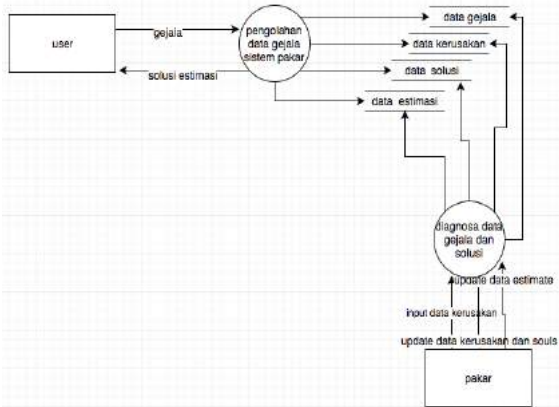 user
gejala
solusi estimasi
pengolahan
data gejala
sistem pakar
data gejala
data kerusakan
data solusi
data estimasi
diagnosa data
gejala dan
solusi
update data estimate
input data kerusakan
update data kerusakan dan souls
pakar